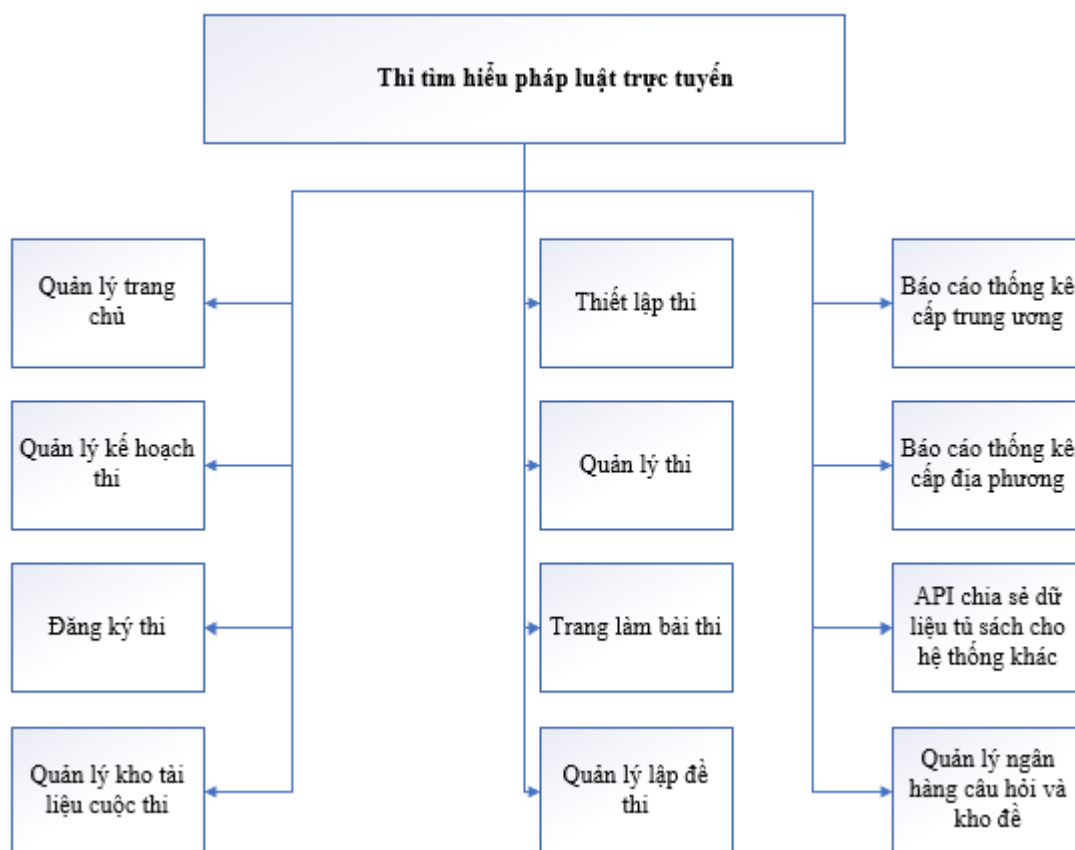 Thi tìm hiểu pháp luật trực tuyến
Quản lý trang
chủ
Thiết lập thi
Báo cáo thống kê
cấp trung ương
Quản lý kế hoạch
thi
Quản lý thi
Báo cáo thống kê
cấp địa phương
Đăng ký thi
Trang làm bài thi
API chia sẻ dữ
liệu tủ sách cho
hệ thống khác
Quản lý kho tài
liệu cuộc thi
Quản lý lập đề
thi
Quản lý ngân
hàng câu hỏi và
kho đề